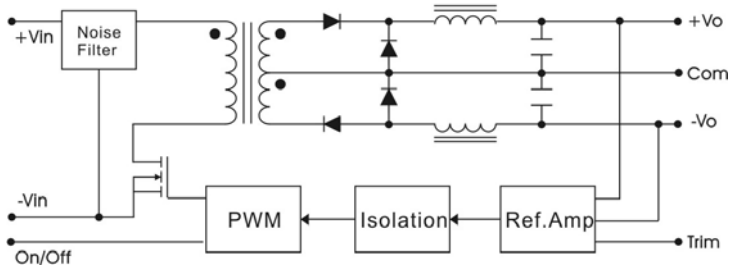 +Vin
Noise
Filter
+Vo
Com
-Vo
-Vin
PWM
Isolation
Ref.Amp
On/Off
Trim